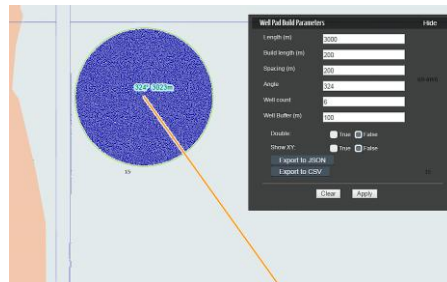 Well Pad Build Parameters Hide
Length (m) 3000
Build length (m) 200
Spacing (m) 200
Angle 324
Well count 6
Well Buffer (m) 100
Double: True False
Show XY: True False
Export to JSON
Export to CSV
Clear Apply
324° 3023m